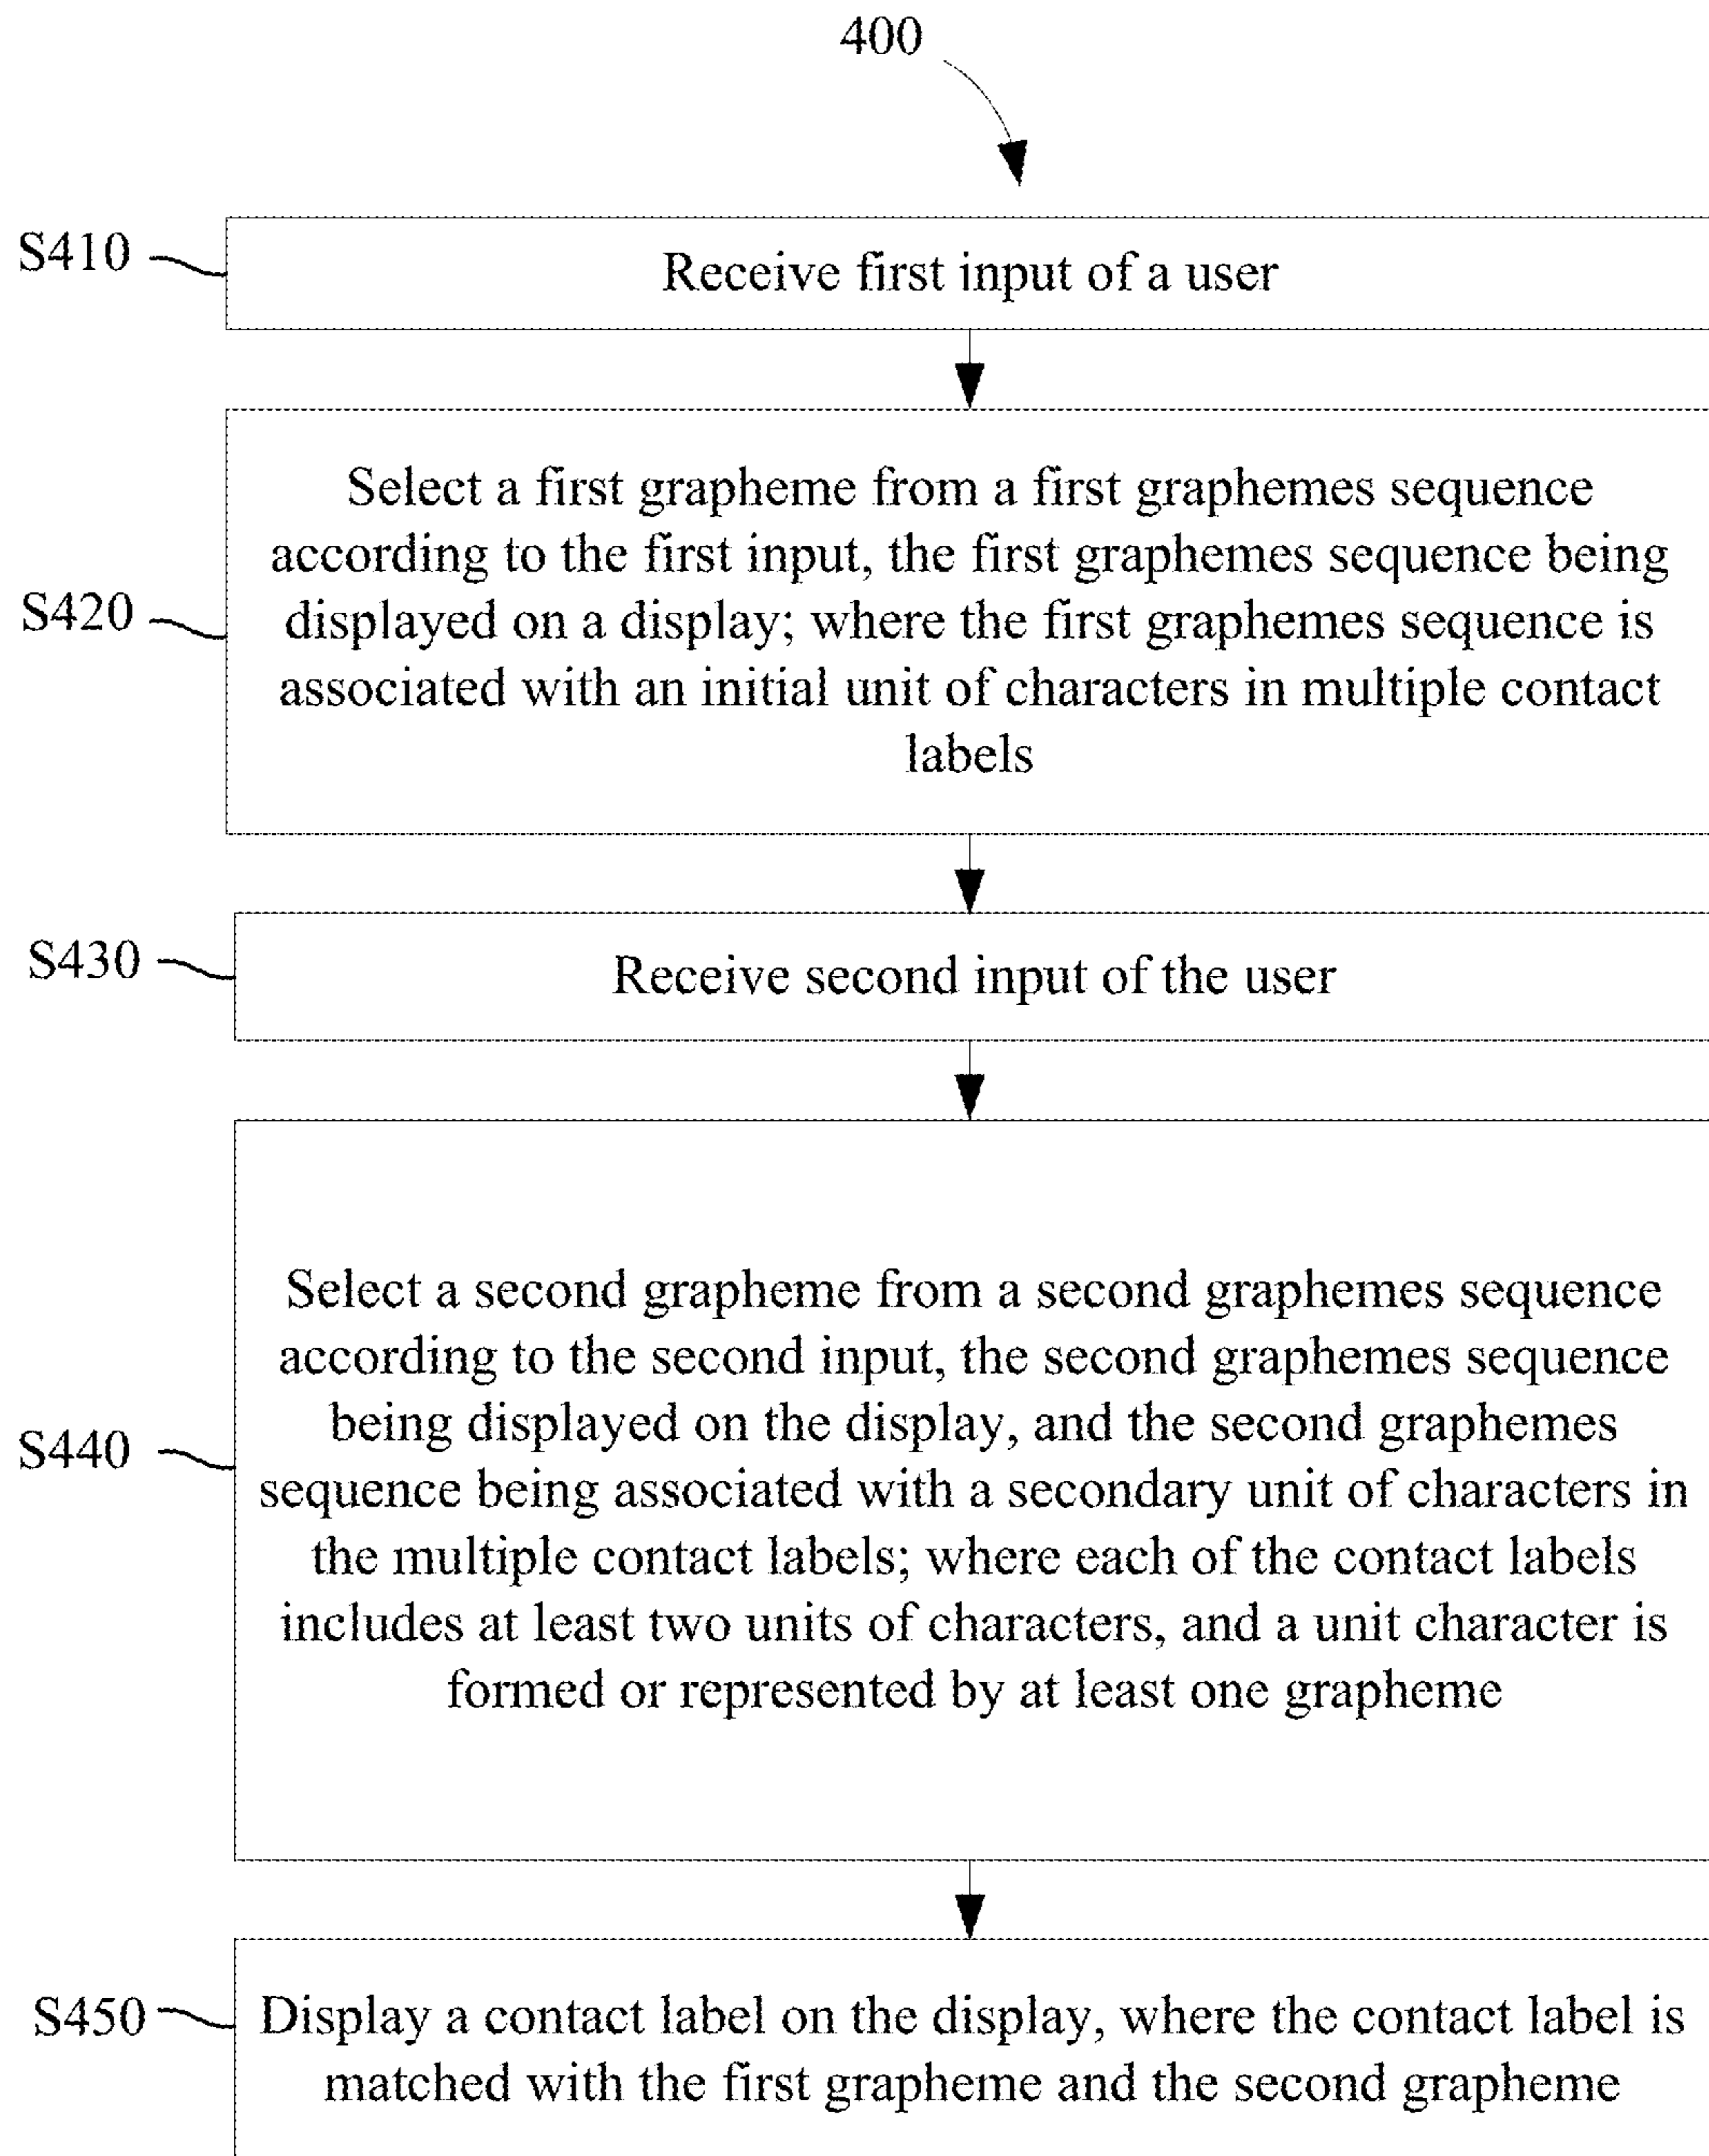 400
S410
Receive first input of a user
S420
Select a first grapheme from a first graphemes sequence
according to the first input, the first graphemes sequence being
displayed on a display; where the first graphemes sequence is
associated with an initial unit of characters in multiple contact
labels
S430
Receive second input of the user
S440
Select a second grapheme from a second graphemes sequence
according to the second input, the second graphemes sequence
being displayed on the display, and the second graphemes
sequence being associated with a secondary unit of characters in
the multiple contact labels; where each of the contact labels
includes at least two units of characters, and a unit character is
formed or represented by at least one grapheme
S450
Display a contact label on the display, where the contact label is
matched with the first grapheme and the second grapheme